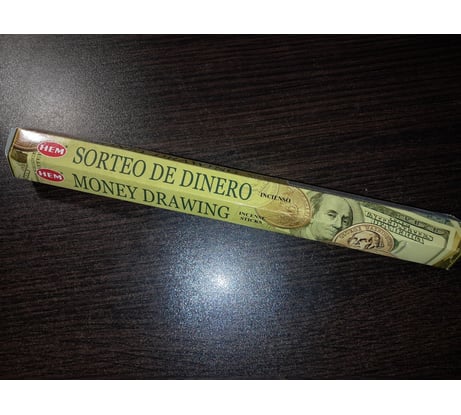 HEM
SORTEO DE DINERO
INCIENSO
HEM
MONEY DRAWING
INCENSE
STICKS